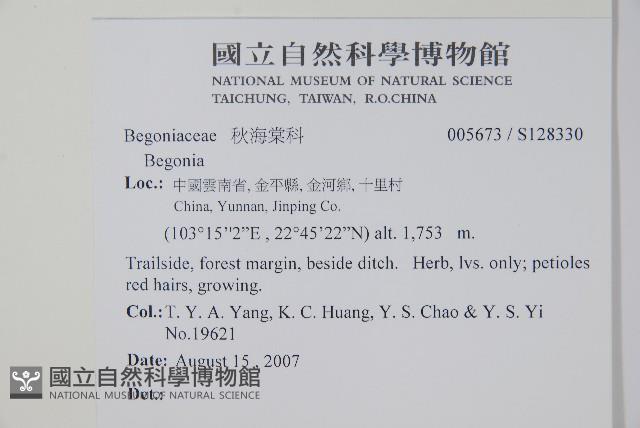 國立自然科學博物館
NATIONAL MUSEUM OF NATURAL SCIENCE
TAICHUNG, TAIWAN, R.O.CHINA
Begoniaceae 秋海棠科 005673 / S128330
Begonia
Loc.: 中國雲南省, 金平縣, 金河鄉, 十里村
China, Yunnan, Jinping Co.
(103°15’'2”E , 22°45’22”N) alt. 1,753 m.
Trailside, forest margin, beside ditch. Herb, lvs. only; petioles
red hairs, growing.
Col.: T. Y. A. Yang, K. C. Huang, Y. S. Chao & Y. S. Yi
No.19621
Date: August 15 , 2007
國立自然科學博物館
NATIONAL MUSEUM OF NATURAL SCIENCE
Det.: